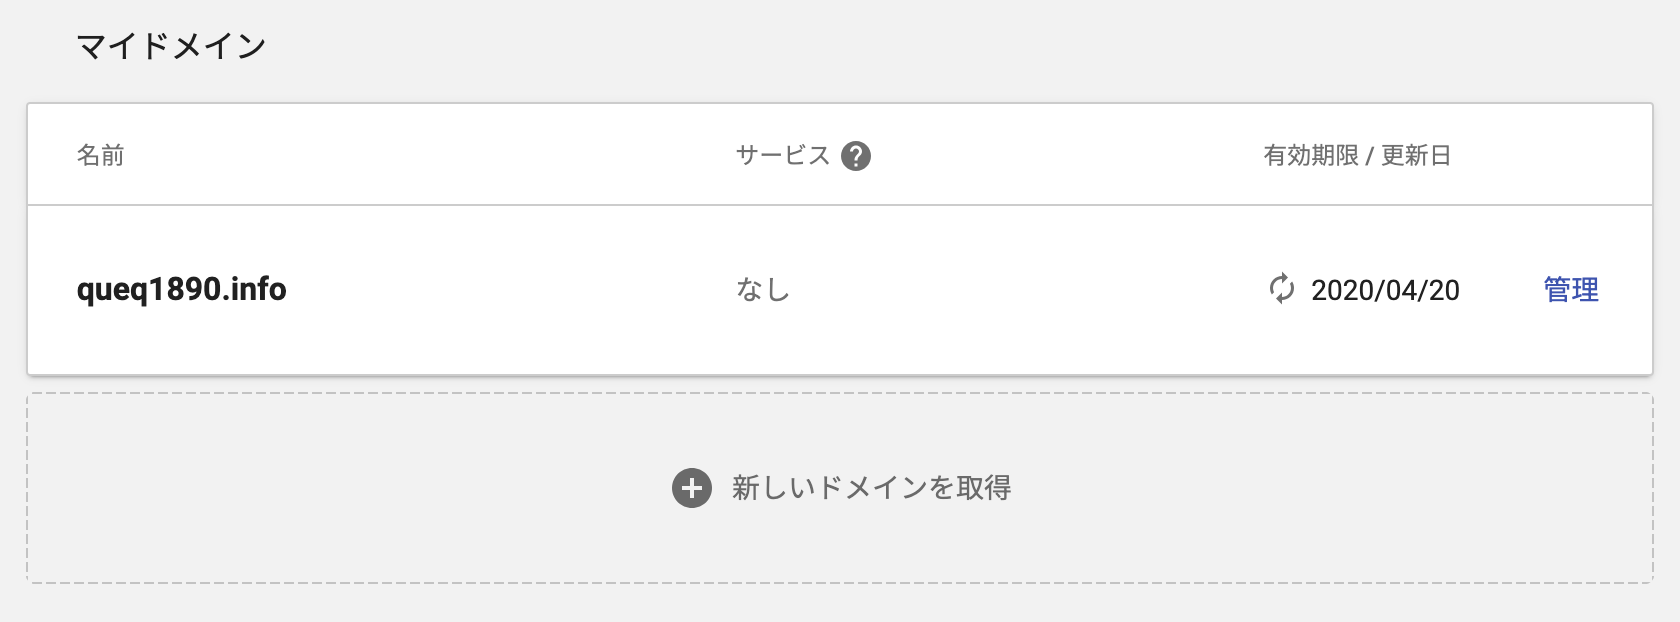 マイドメイン
名前 サービス ? 有効期限 / 更新日
queq1890.info なし 2020/04/20 管理
新しいドメインを取得